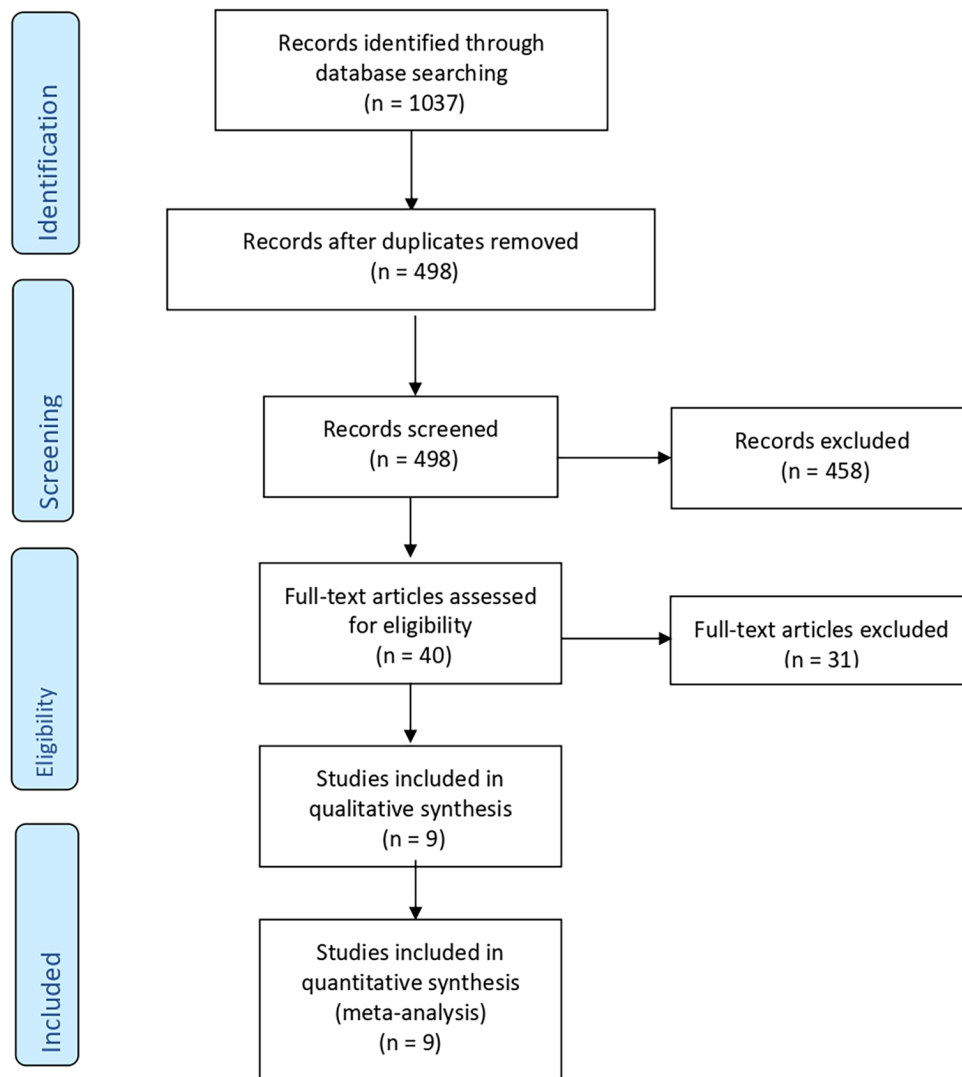 Identification
Records identified through
database searching
(n = 1037)
Records after duplicates removed
(n = 498)
Screening
Records screened
(n = 498)
Records excluded
(n = 458)
Eligibility
Full-text articles assessed
for eligibility
(n = 40)
Full-text articles excluded
(n = 31)
Studies included in
qualitative synthesis
(n = 9)
Included
Studies included in
quantitative synthesis
(meta-analysis)
(n = 9)